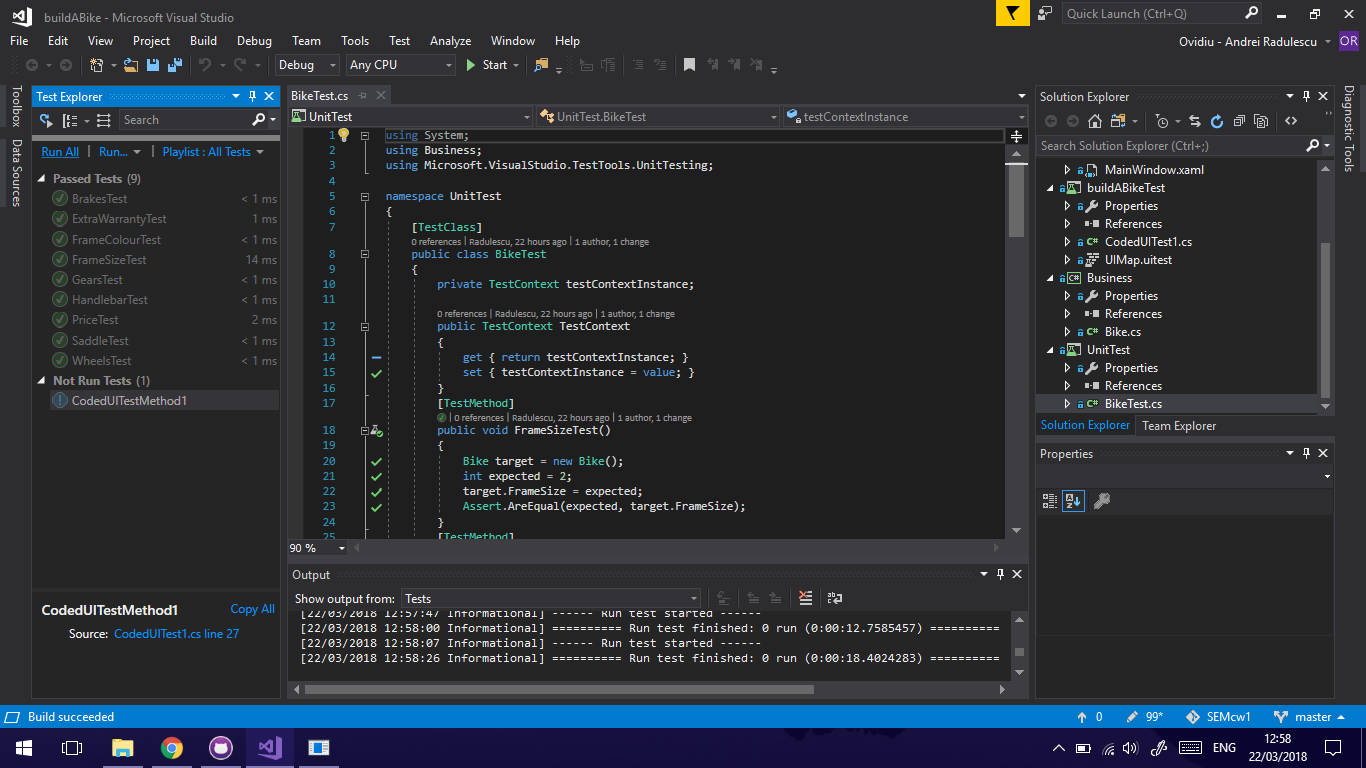 buildABike - Microsoft Visual Studio
Quick Launch (Ctrl+Q)
File Edit View Project Build Debug Team Tools Test Analyze Window Help
Ovidiu - Andrei Radulescu OR
Debug Any CPU Start
Toolbox
Data Sources
Test Explorer
Search
Run All | Run... | Playlist : All Tests
Passed Tests (9)
BrakesTest < 1 ms
ExtraWarrantyTest 1 ms
FrameColourTest < 1 ms
FrameSizeTest 14 ms
GearsTest < 1 ms
HandlebarTest < 1 ms
PriceTest 2 ms
SaddleTest < 1 ms
WheelsTest < 1 ms
Not Run Tests (1)
CodedUITestMethod1
CodedUITestMethod1 Copy All
Source: CodedUITest1.cs line 27
BikeTest.cs
UnitTest UnitTest.BikeTest testContextInstance
1 using System;
2 using Business;
3 using Microsoft.VisualStudio.TestTools.UnitTesting;
4
5 namespace UnitTest
6 {
7 [TestClass]
0 references | Radulescu, 22 hours ago | 1 author, 1 change
8 public class BikeTest
9 {
10 private TestContext testContextInstance;
11
0 references | Radulescu, 22 hours ago | 1 author, 1 change
12 public TestContext TestContext
13 {
14 get { return testContextInstance; }
15 set { testContextInstance = value; }
16 }
17 [TestMethod]
| 0 references | Radulescu, 22 hours ago | 1 author, 1 change
18 public void FrameSizeTest()
19 {
20 Bike target = new Bike();
21 int expected = 2;
22 target.FrameSize = expected;
23 Assert.AreEqual(expected, target.FrameSize);
24 }
25 [TestMethod]
90 %
Output
Show output from: Tests
[22/03/2018 12:57:47 Informational] ------ Run test started ------
[22/03/2018 12:58:00 Informational] ========== Run test finished: 0 run (0:00:12.7585457) ==========
[22/03/2018 12:58:07 Informational] ------ Run test started ------
[22/03/2018 12:58:26 Informational] ========== Run test finished: 0 run (0:00:18.4024283) ==========
Solution Explorer
Search Solution Explorer (Ctrl+;)
MainWindow.xaml
buildABikeTest
Properties
References
C# CodedUITest1.cs
UIMap.uitest
C# Business
Properties
References
C# Bike.cs
UnitTest
Properties
References
C# BikeTest.cs
Solution Explorer Team Explorer
Properties
Diagnostic Tools
Build succeeded
0 99* SEMcw1 master
ENG
12:58
22/03/2018